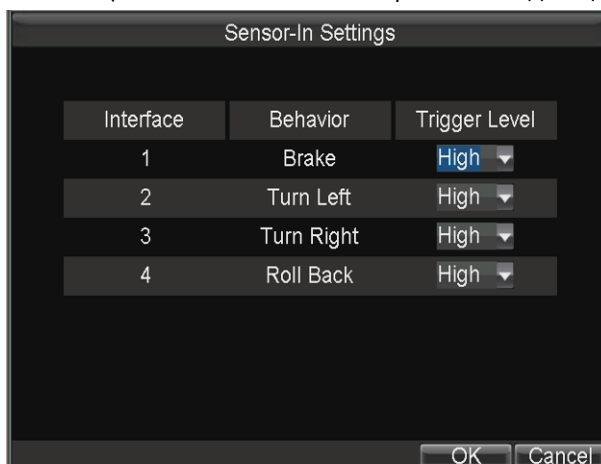 Sensor-In Settings
Interface Behavior Trigger Level
1 Brake High
2 Turn Left High
3 Turn Right High
4 Roll Back High
OK Cancel